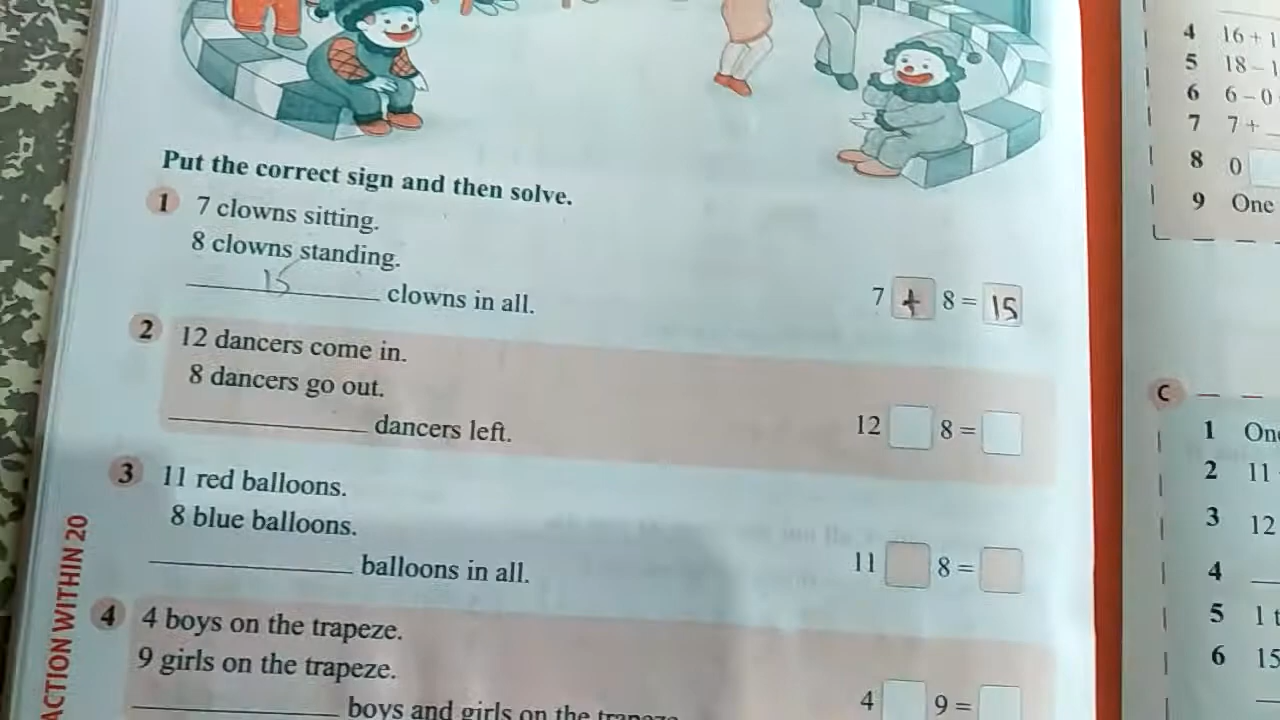 Put the correct sign and then solve.
1 7 clowns sitting.
8 clowns standing.
15 clowns in all. 7 + 8 = 15
2 12 dancers come in.
8 dancers go out.
____ dancers left. 12 □ 8 = □
3 11 red balloons.
8 blue balloons.
____ balloons in all. 11 □ 8 = □
4 4 boys on the trapeze.
9 girls on the trapeze.
____ boys and girls on the trapeze 4 □ 9 = □
ACTION WITHIN 20
4 16 + 1
5 18 – 1
6 6 – 0
7 7 + _
8 0 □
9 One
C
1 One
2 11
3 12
4 _
5 1 t
6 15